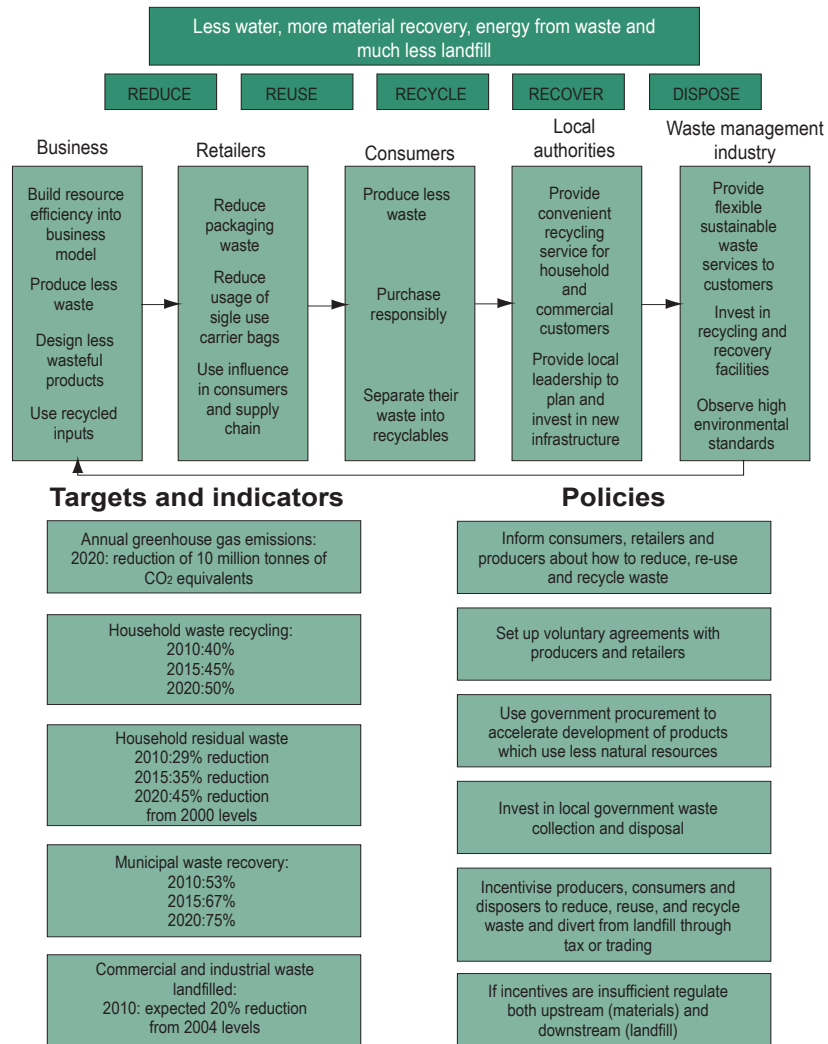 Less water, more material recovery, energy from waste and
much less landfill
REDUCE
REUSE
RECYCLE
RECOVER
DISPOSE
Business
Build resource
efficiency into
business
model
Produce less
waste
Design less
wasteful
products
Use recycled
inputs
Retailers
Reduce
packaging
waste
Reduce
usage of
sigle use
carrier bags
Use influence
in consumers
and supply
chain
Consumers
Produce less
waste
Purchase
responsibly
Separate their
waste into
recyclables
Local
authorities
Provide
convenient
recycling
service for
household
and
commercial
customers
Provide local
leadership to
plan and
invest in new
infrastructure
Waste management
industry
Provide
flexible
sustainable
waste
services to
customers
Invest in
recycling and
recovery
facilities
Observe high
environmental
standards
Targets and indicators
Annual greenhouse gas emissions:
2020: reduction of 10 million tonnes of
CO2 equivalents
Household waste recycling:
2010:40%
2015:45%
2020:50%
Household residual waste
2010:29% reduction
2015:35% reduction
2020:45% reduction
from 2000 levels
Municipal waste recovery:
2010:53%
2015:67%
2020:75%
Commercial and industrial waste
landfilled:
2010: expected 20% reduction
from 2004 levels
Policies
Inform consumers, retailers and
producers about how to reduce, re-use
and recycle waste
Set up voluntary agreements with
producers and retailers
Use government procurement to
accelerate development of products
which use less natural resources
Invest in local government waste
collection and disposal
Incentivise producers, consumers and
disposers to reduce, reuse, and recycle
waste and divert from landfill through
tax or trading
If incentives are insufficient regulate
both upstream (materials) and
downstream (landfill)